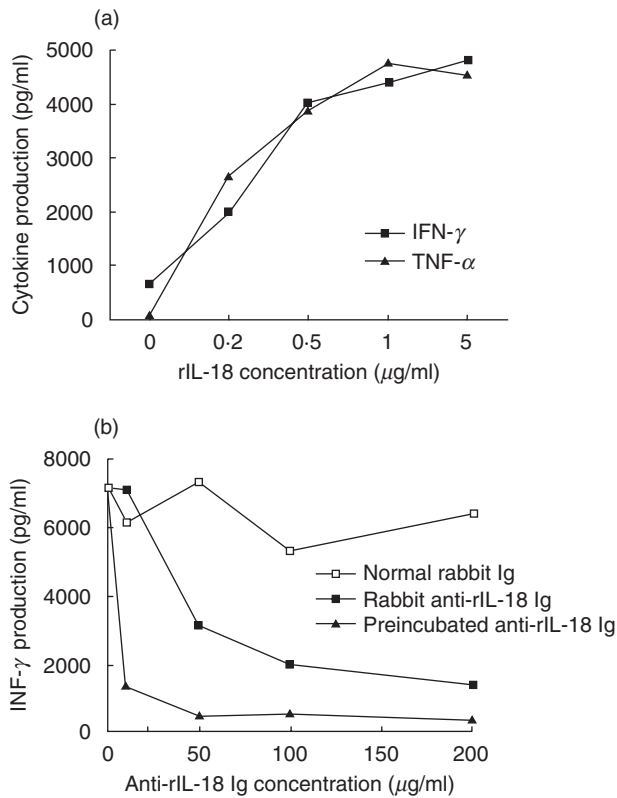 (a)
Cytokine production (pg/ml)
5000
4000
3000
2000
1000
0
IFN-γ
TNF-α
0 0·2 0·5 1 5
rIL-18 concentration (μg/ml)
(b)
INF-γ production (pg/ml)
8000
6000
4000
2000
0
Normal rabbit Ig
Rabbit anti-rIL-18 Ig
Preincubated anti-rIL-18 Ig
0 50 100 150 200
Anti-rIL-18 Ig concentration (μg/ml)